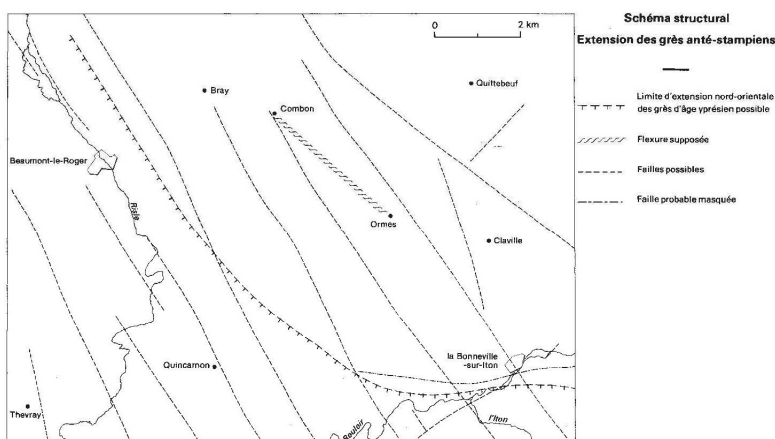 Schéma structural
Extension des grès anté-stampiens
0 2 km
Limite d'extension nord-orientale
des grès d'âge yprésien possible
Flexure supposée
Failles possibles
Faille probable masquée
Bray
Quittebeuf
Combon
Beaumont-le-Roger
Risle
Ormes
Claville
la Bonneville
-sur-Iton
Quincarnon
Thevray
Rouloir
l'Iton